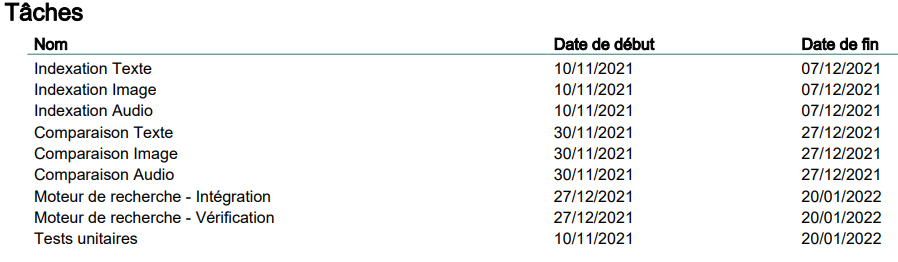 Tâches
Nom Date de début Date de fin
Indexation Texte 10/11/2021 07/12/2021
Indexation Image 10/11/2021 07/12/2021
Indexation Audio 10/11/2021 07/12/2021
Comparaison Texte 30/11/2021 27/12/2021
Comparaison Image 30/11/2021 27/12/2021
Comparaison Audio 30/11/2021 27/12/2021
Moteur de recherche - Intégration 27/12/2021 20/01/2022
Moteur de recherche - Vérification 27/12/2021 20/01/2022
Tests unitaires 10/11/2021 20/01/2022